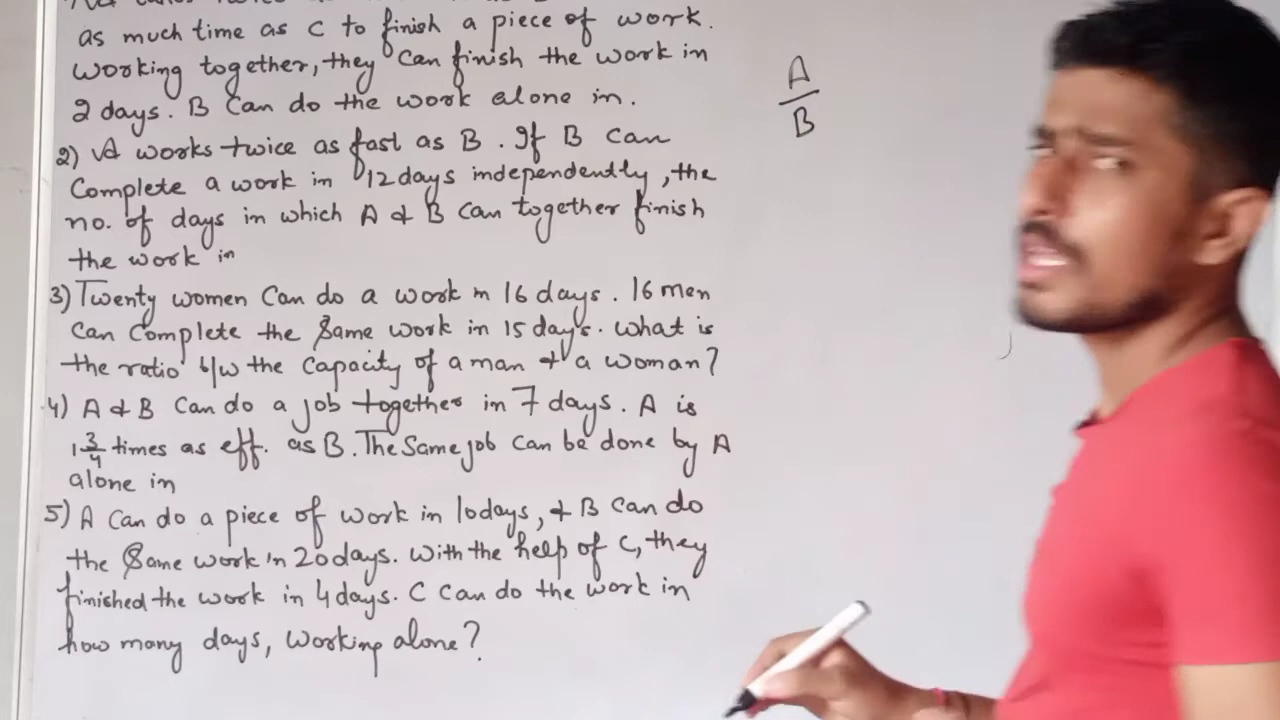 as much time as C to finish a piece of work.
Working together, they can finish the work in
2 days. B Can do the work alone in.
2) A works twice as fast as B. If B can
Complete a work in 12 days independently, the
no. of days in which A & B Can together finish
the work in
3) Twenty women Can do a work in 16 days. 16 men
Can Complete the Same work in 15 days. What is
the ratio b/w the Capacity of a man & a woman?
4) A & B Can do a job together in 7 days. A is
1 3/4 times as eff. as B. The Same job Can be done by A
alone in
5) A Can do a piece of work in 10days, & B Can do
the Same work in 20days. With the help of C, they
finished the work in 4days. C Can do the work in
how many days, Working alone?
A
B